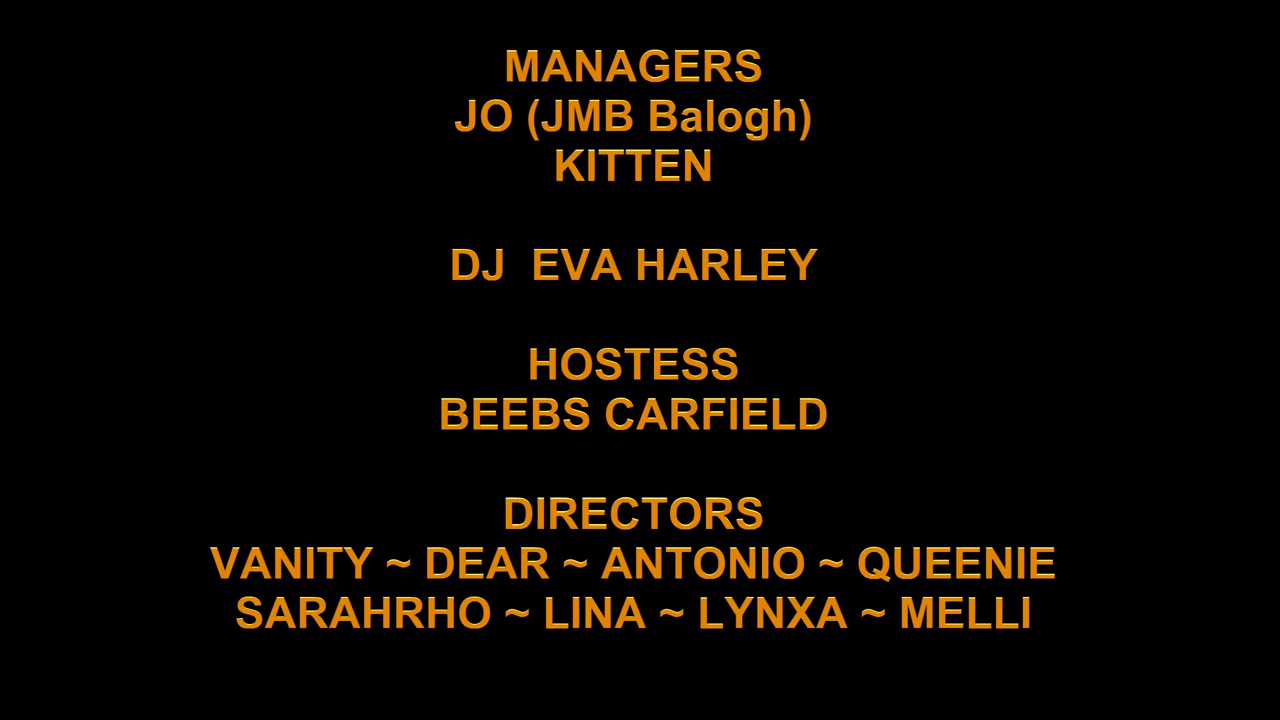 MANAGERS
JO (JMB Balogh)
KITTEN
DJ  EVA HARLEY
HOSTESS
BEEBS CARFIELD
DIRECTORS
VANITY ~ DEAR ~ ANTONIO ~ QUEENIE
SARAHRHO ~ LINA ~ LYNXA ~ MELLI